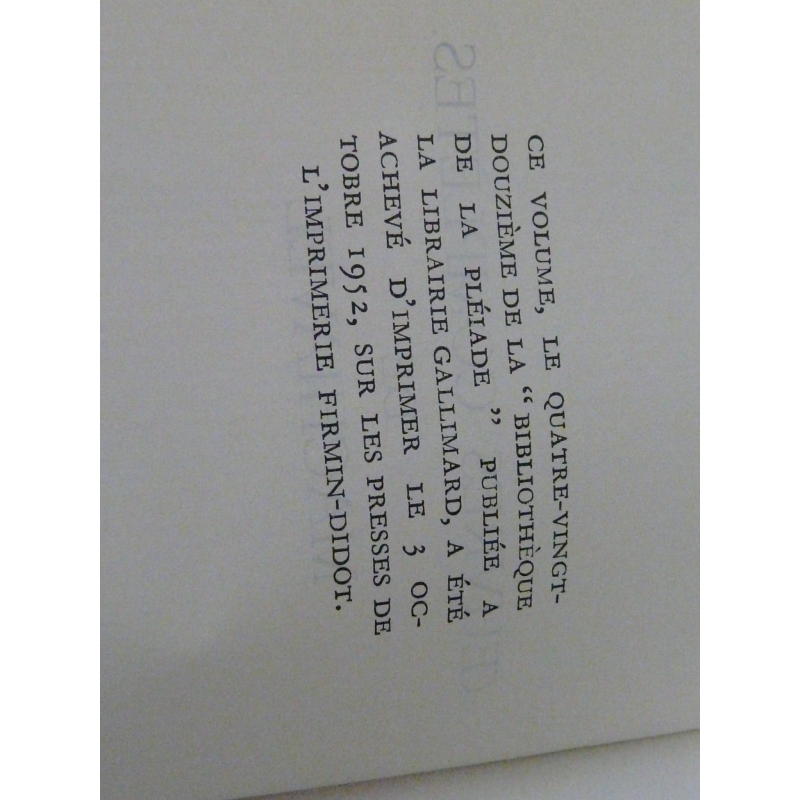 CE VOLUME, LE QUATRE-VINGT-
DOUZIÈME DE LA “ BIBLIOTHÈQUE
DE LA PLÉIADE ” PUBLIÉE A
LA LIBRAIRIE GALLIMARD, A ÉTÉ
ACHEVÉ D’IMPRIMER LE 3 OC-
TOBRE 1952, SUR LES PRESSES DE
L’IMPRIMERIE FIRMIN-DIDOT.